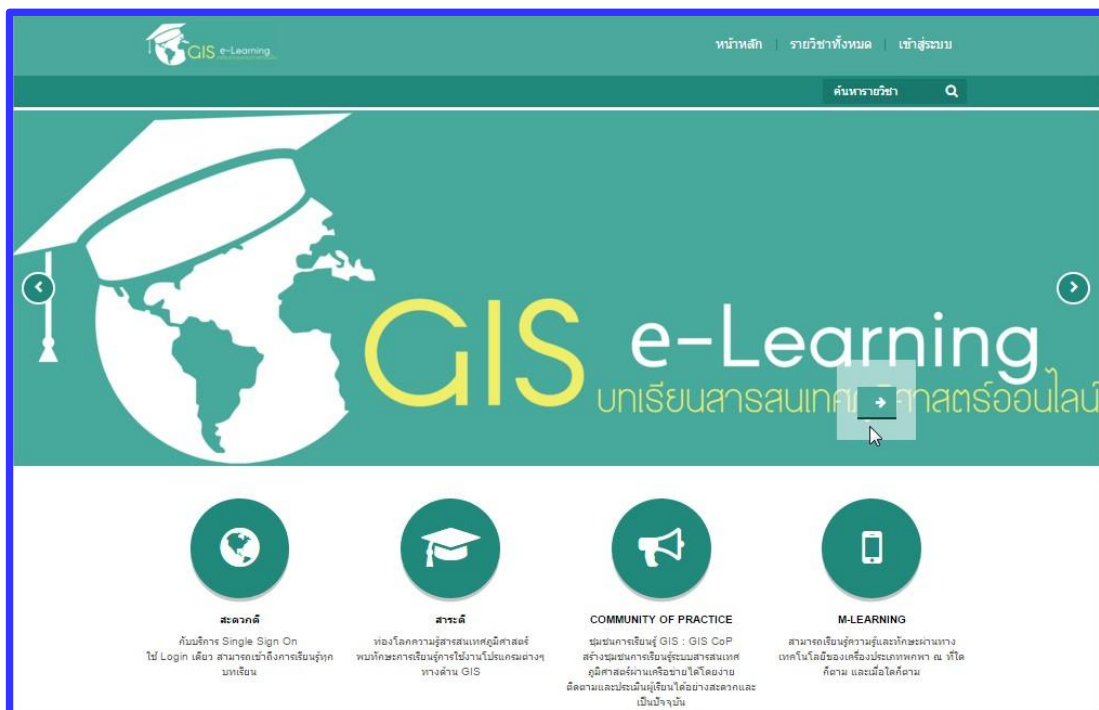 GIS e-Learning
หน้าหลัก
รายวิชาทั้งหมด
เข้าสู่ระบบ
ค้นหารายวิชา
GIS e-Learning
สะดวกดี
กับบริการ Single Sign On
ใช้ Login เดียว สามารถเข้าถึงการเรียนรู้ทุก
บทเรียน
สาระดี
ท่องโลกความรู้สารสนเทศภูมิศาสตร์
พบทักษะการเรียนรู้การใช้งานโปรแกรมต่างๆ
ทางด้าน GIS
COMMUNITY OF PRACTICE
ชุมชนการเรียนรู้ GIS : GIS CoP
สร้างชุมชนการเรียนรู้ระบบสารสนเทศ
ภูมิศาสตร์ผ่านเครือข่ายได้โดยง่าย
ติดตามและประเมินผู้เรียนได้อย่างสะดวกและ
เป็นปัจจุบัน
M-LEARNING
สามารถเรียนรู้ความรู้และทักษะผ่านทาง
เทคโนโลยีของเครื่องประเภทพกพา ณ ที่ใด
ก็ตาม และเมื่อใดก็ตาม